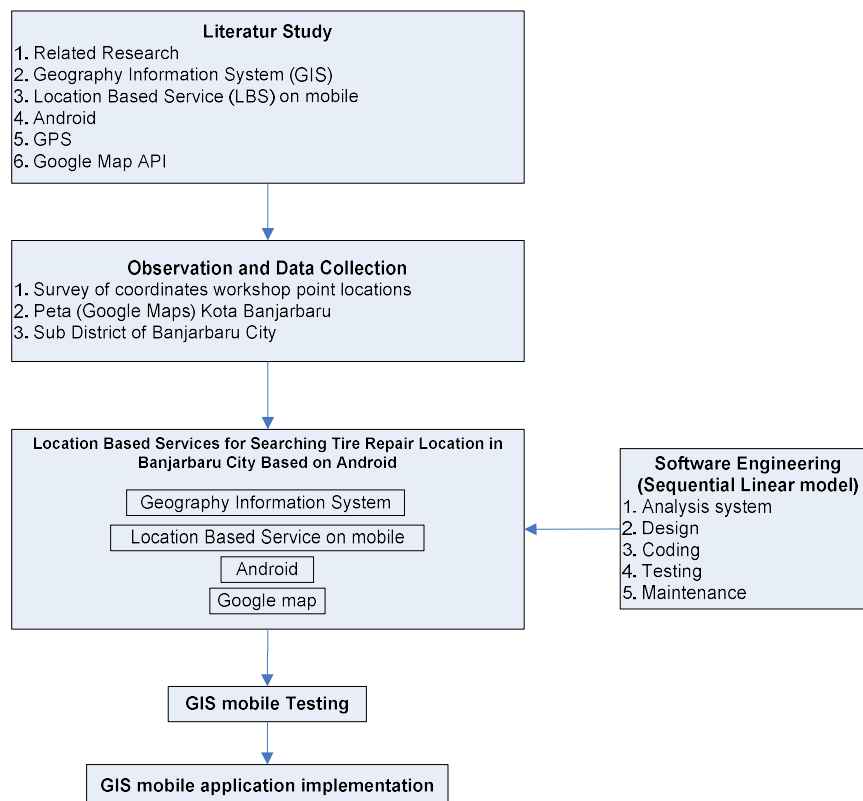 Literatur Study
1. Related Research
2. Geography Information System (GIS)
3. Location Based Service (LBS) on mobile
4. Android
5. GPS
6. Google Map API
Observation and Data Collection
1. Survey of coordinates workshop point locations
2. Peta (Google Maps) Kota Banjarbaru
3. Sub District of Banjarbaru City
Location Based Services for Searching Tire Repair Location in
Banjarbaru City Based on Android
Geography Information System
Location Based Service on mobile
Android
Google map
Software Engineering
(Sequential Linear model)
1. Analysis system
2. Design
3. Coding
4. Testing
5. Maintenance
GIS mobile Testing
GIS mobile application implementation